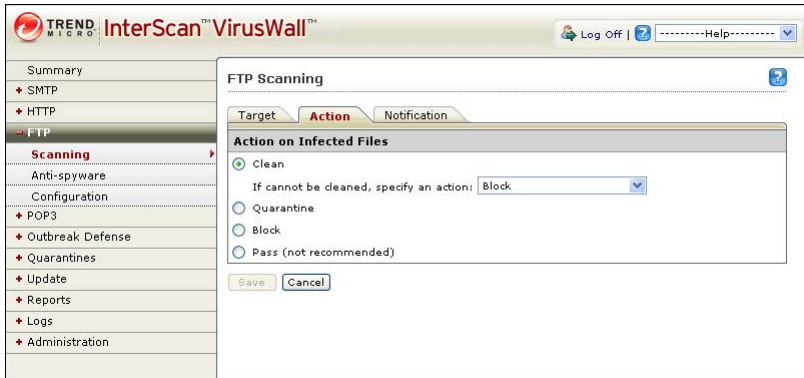 TREND MICRO InterScan™ VirusWall™
Log Off | ? ---------Help---------
Summary
+ SMTP
+ HTTP
- FTP
Scanning
Anti-spyware
Configuration
+ POP3
+ Outbreak Defense
+ Quarantines
+ Update
+ Reports
+ Logs
+ Administration
FTP Scanning ?
Target Action Notification
Action on Infected Files
Clean
If cannot be cleaned, specify an action: Block
Quarantine
Block
Pass (not recommended)
Save Cancel